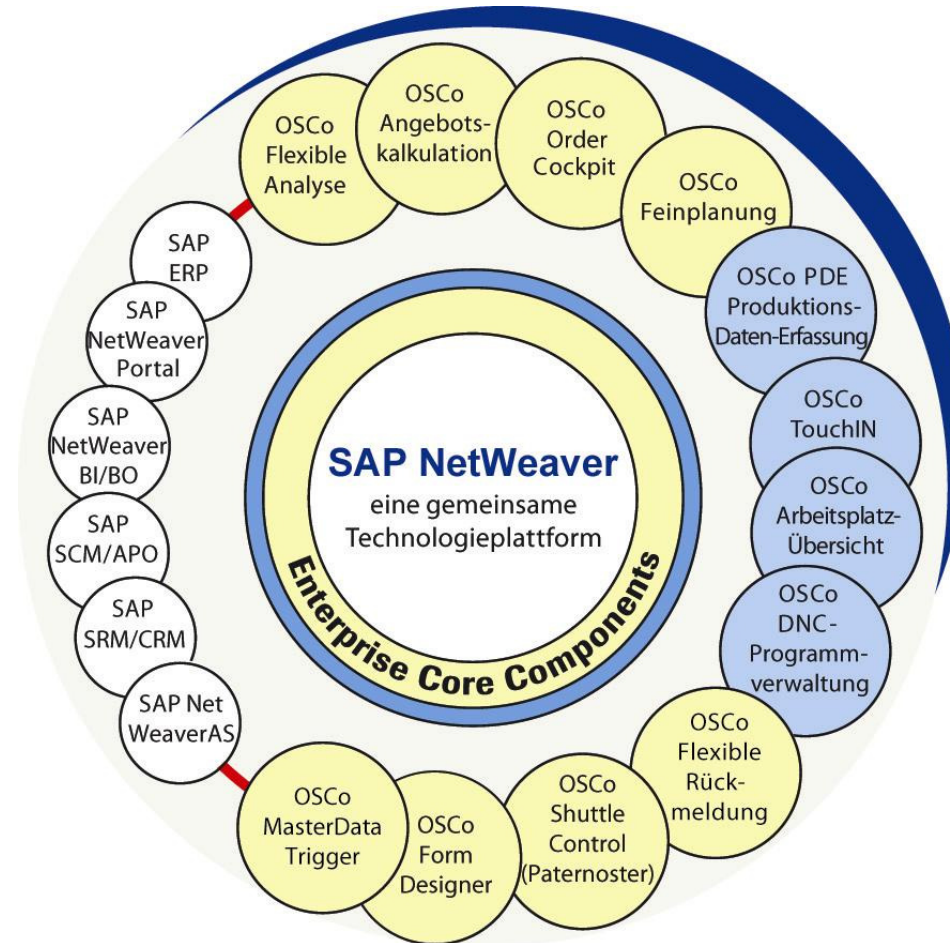 OSCo
Flexible
Analyse
OSCo
Angebots-
kalkulation
OSCo
Order
Cockpit
OSCo
Feinplanung
OSCo PDE
Produktions-
Daten-Erfassung
OSCo
TouchIN
OSCo
Arbeitsplatz-
Übersicht
OSCo
DNC-
Programm-
verwaltung
OSCo
Flexible
Rück-
meldung
OSCo
Shuttle
Control
(Paternoster)
OSCo
Form
Designer
OSCo
MasterData
Trigger
SAP Net
WeaverAS
SAP
SRM/CRM
SAP
SCM/APO
SAP
NetWeaver
BI/BO
SAP
NetWeaver
Portal
SAP
ERP
SAP NetWeaver
eine gemeinsame
Technologieplattform
Enterprise Core Components